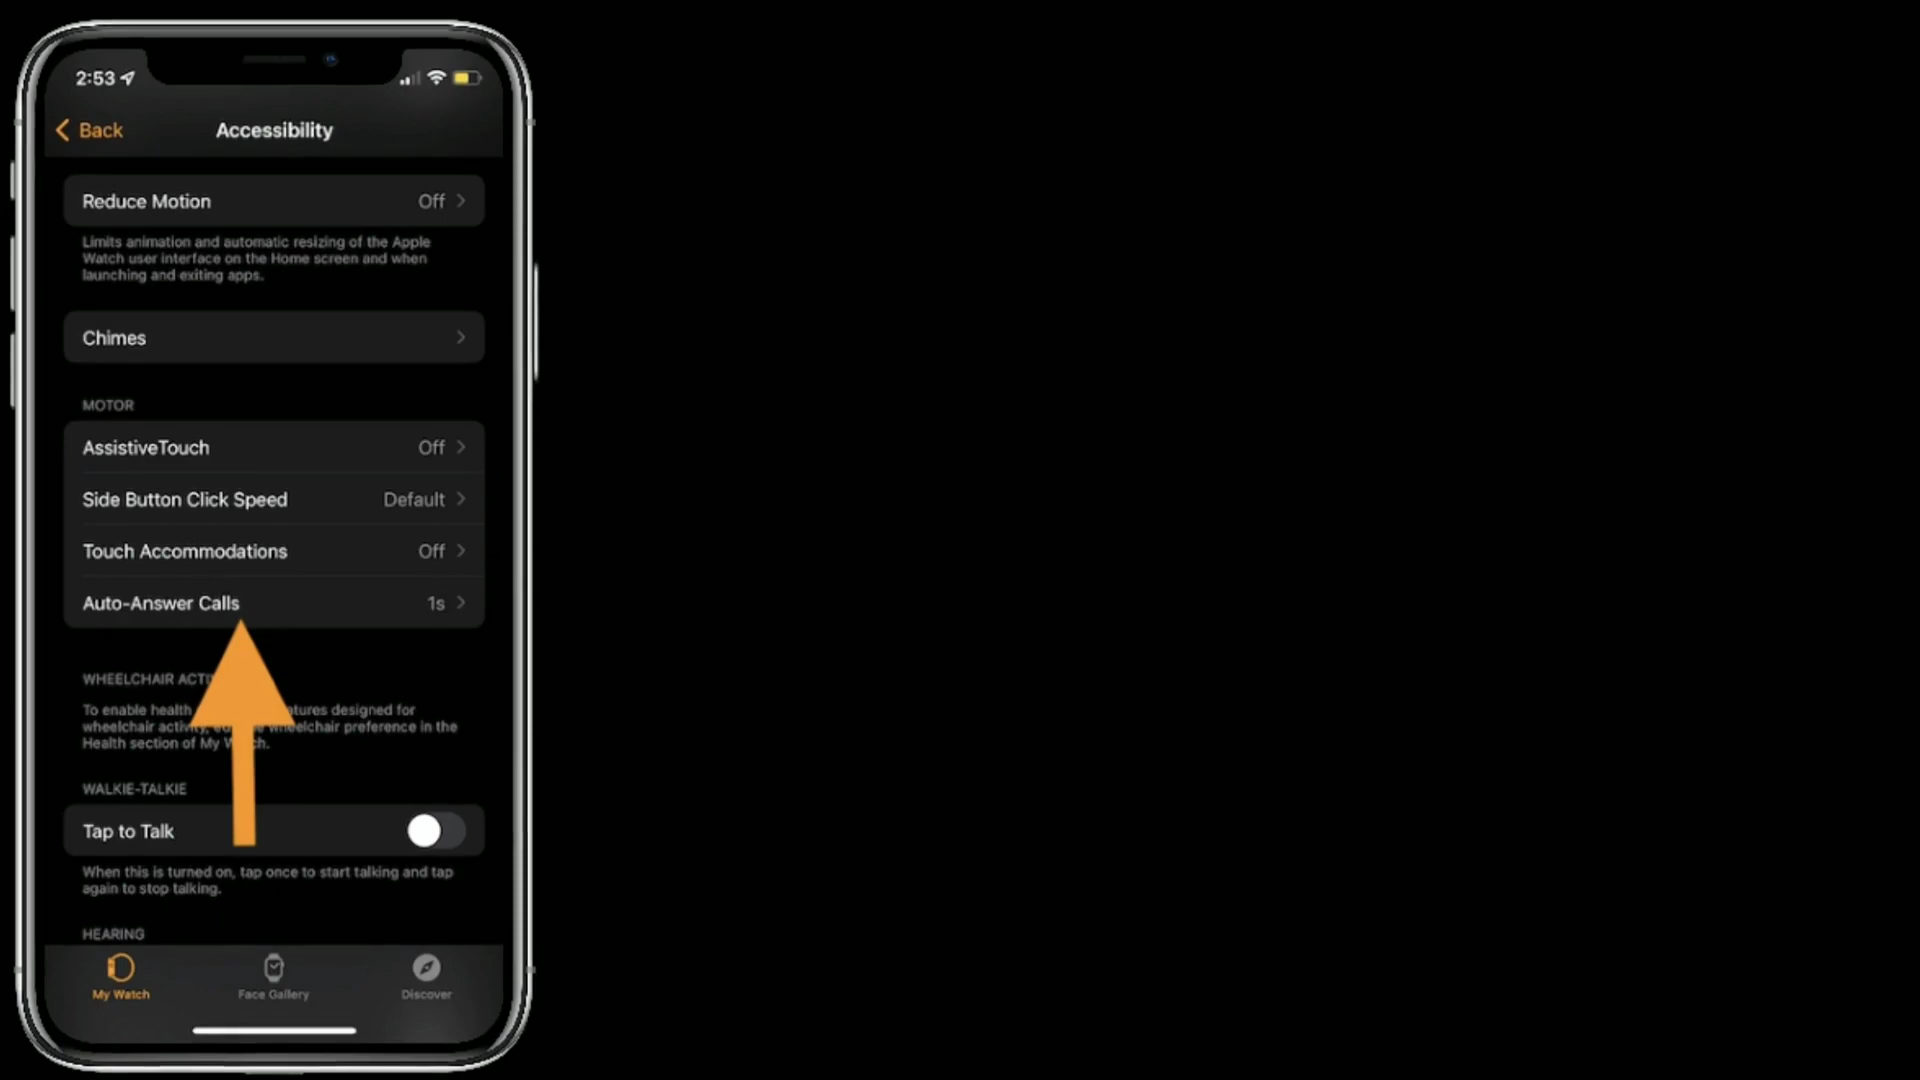 2:53
Back
Accessibility
Reduce Motion Off
Limits animation and automatic resizing of the Apple
Watch user interface on the Home screen and when
launching and exiting apps.
Chimes
MOTOR
AssistiveTouch Off
Side Button Click Speed Default
Touch Accommodations Off
Auto-Answer Calls 1s
WHEELCHAIR
To enable health designed for
wheelchair wheelchair preference in the
Health section of My
WALKIE-TALKIE
Tap to Talk
When this is turned on, tap once to start talking and tap
again to stop talking.
HEARING
My Watch
Face Gallery
Discover